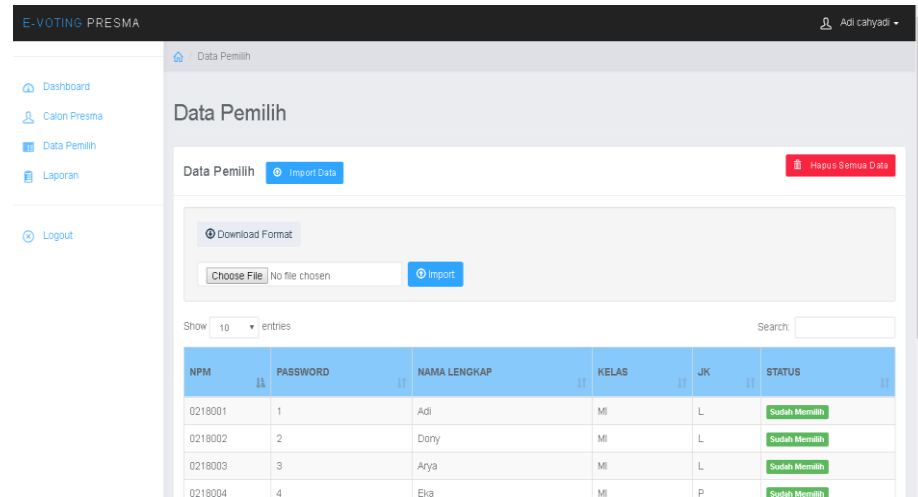 E-VOTING PRESMA
Adi cahyadi
/ Data Pemilih
Dashboard
Calon Presma
Data Pemilih
Laporan
Logout
Data Pemilih
Data Pemilih Import Data Hapus Semua Data
Download Format
Choose File No file chosen Import
Show 10 entries Search:
NPM PASSWORD NAMA LENGKAP KELAS JK STATUS
0218001 1 Adi MI L Sudah Memilih
0218002 2 Dony MI L Sudah Memilih
0218003 3 Arya MI L Sudah Memilih
0218004 4 Eka MI P Sudah Memilih